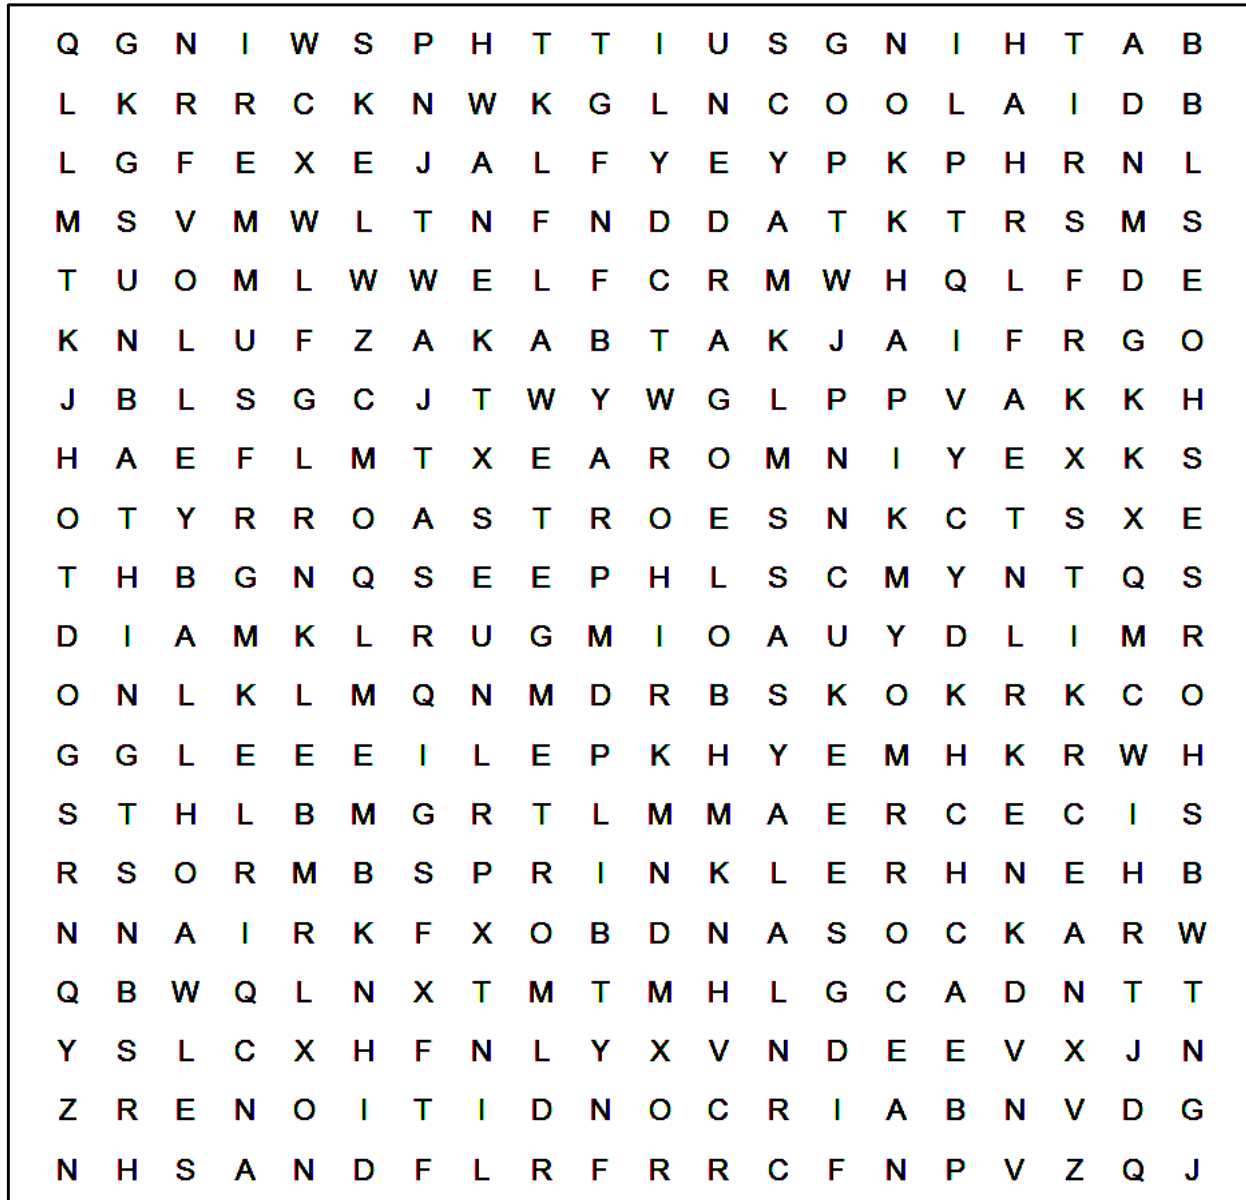 Q G N I W S P H T T I U S G N I H T A B
L K R R C K N W K G L N C O O L A I D B
L G F E X E J A L F Y E Y P K P H R N L
M S V M W L T N F N D D A T K T R S M S
T U O M L W W E L F C R M W H Q L F D E
K N L U F Z A K A B T A K J A I F R G O
J B L S G C J T W Y W G L P P V A K K H
H A E F L M T X E A R O M N I Y E X K S
O T Y R R O A S T R O E S N K C T S X E
T H B G N Q S E E P H L S C M Y N T Q S
D I A M K L R U G M I O A U Y D L I M R
O N L K L M Q N M D R B S K O K R K C O
G G L E E E I L E P K H Y E M H K R W H
S T H L B M G R T L M M A E R C E C I S
R S O R M B S P R I N K L E R H N E H B
N N A I R K F X O B D N A S O C K A R W
Q B W Q L N X T M T M H L G C A D N T T
Y S L C X H F N L Y X V N D E E V X J N
Z R E N O I T I D N O C R I A B N V D G
N H S A N D F L R F R R C F N P V Z Q J